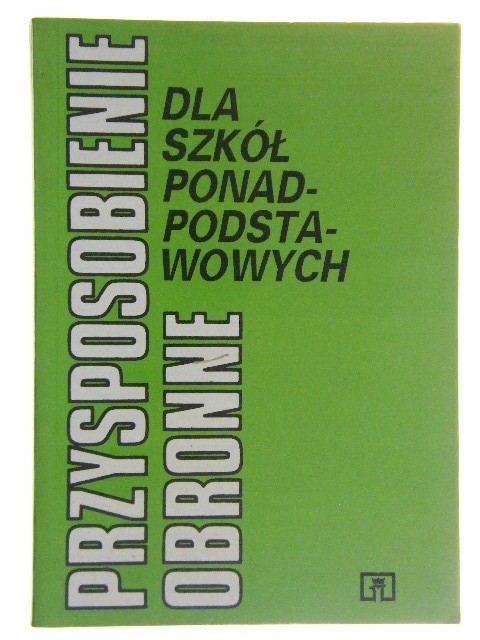 PRZYSPOSOBIENIE
OBRONNE
DLA
SZKÓŁ
PONAD-
PODSTA-
WOWYCH